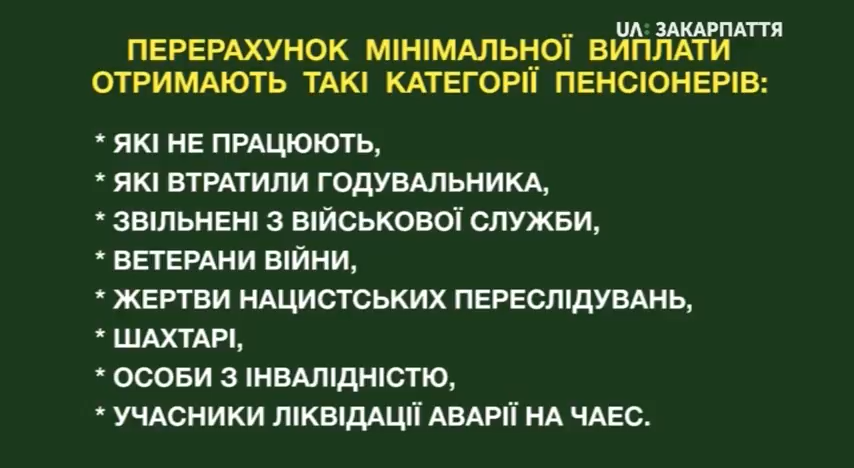 UA: ЗАКАРПАТТЯ
ПЕРЕРАХУНОК МІНІМАЛЬНОЇ ВИПЛАТИ
ОТРИМАЮТЬ ТАКІ КАТЕГОРІЇ ПЕНСІОНЕРІВ:
* ЯКІ НЕ ПРАЦЮЮТЬ,
* ЯКІ ВТРАТИЛИ ГОДУВАЛЬНИКА,
* ЗВІЛЬНЕНІ З ВІЙСЬКОВОЇ СЛУЖБИ,
* ВЕТЕРАНИ ВІЙНИ,
* ЖЕРТВИ НАЦИСТСЬКИХ ПЕРЕСЛІДУВАНЬ,
* ШАХТАРІ,
* ОСОБИ З ІНВАЛІДНІСТЮ,
* УЧАСНИКИ ЛІКВІДАЦІЇ АВАРІЇ НА ЧАЕС.